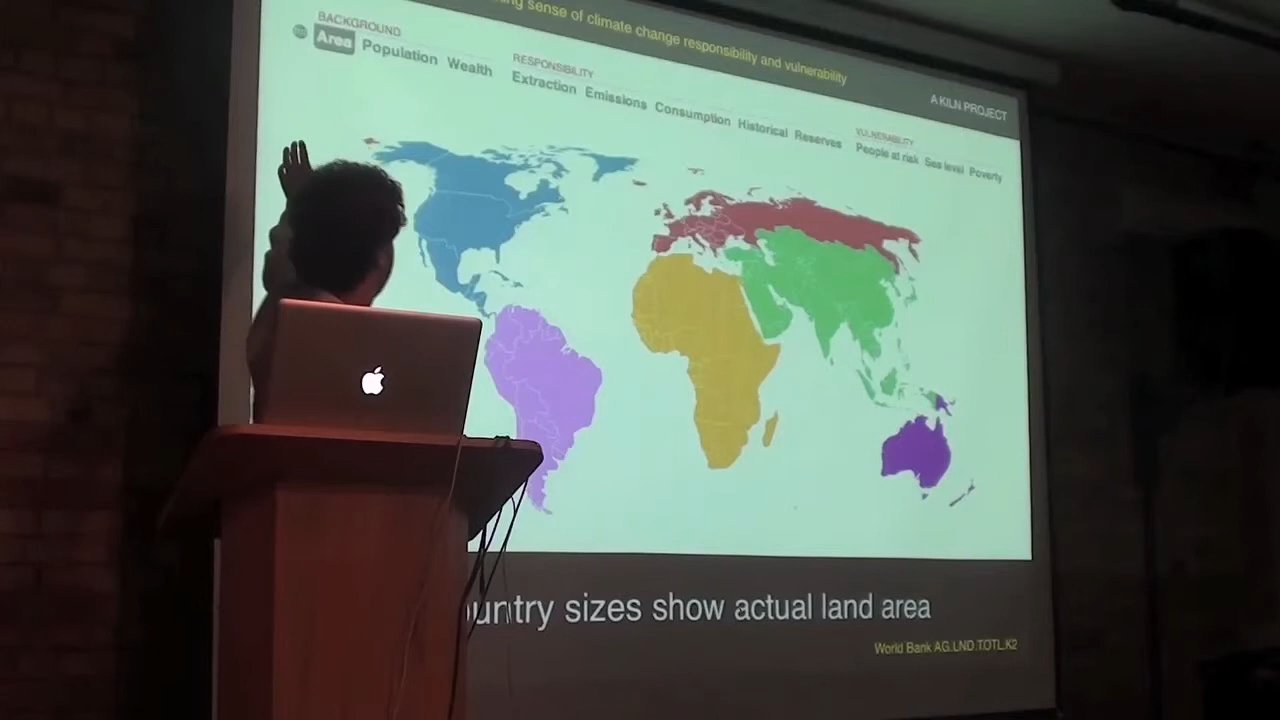 sense of climate change responsibility and vulnerability
A KILN PROJECT
BACKGROUND
Area Population Wealth
RESPONSIBILITY
Extraction Emissions Consumption Historical Reserves
VULNERABILITY
People at risk Sea level Poverty
sizes show actual land area
World Bank AG.LND.TOTL.K2